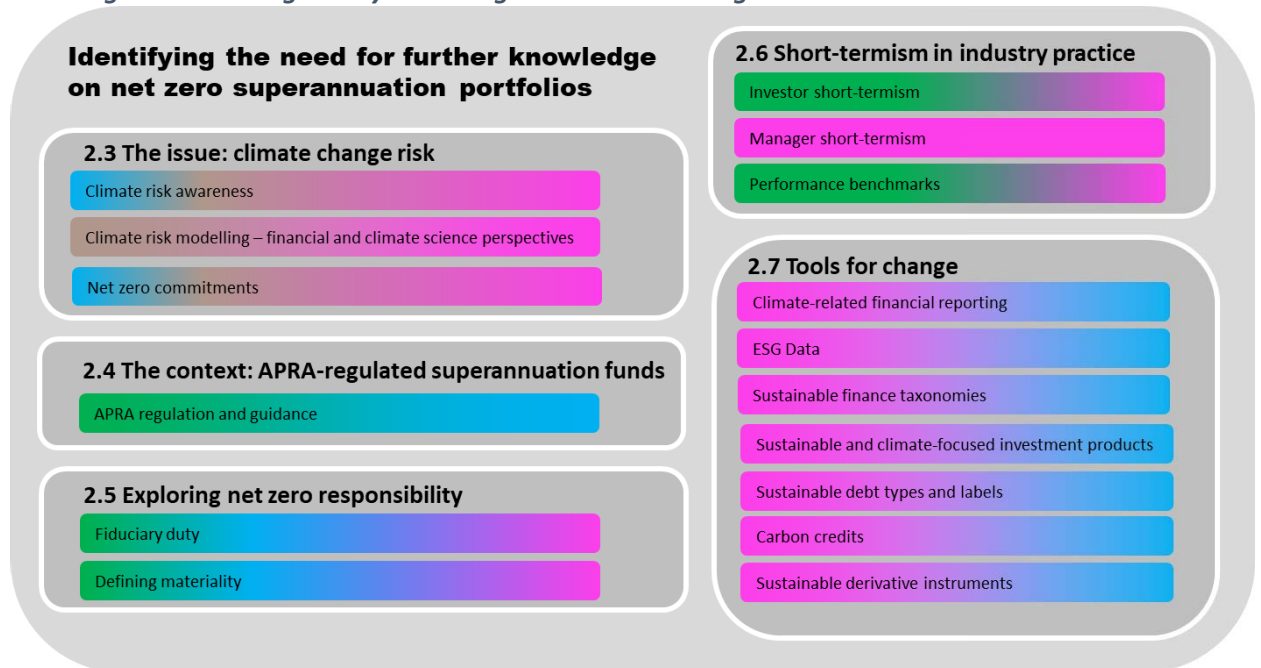 Identifying the need for further knowledge
on net zero superannuation portfolios
2.3 The issue: climate change risk
Climate risk awareness
Climate risk modelling – financial and climate science perspectives
Net zero commitments
2.4 The context: APRA-regulated superannuation funds
APRA regulation and guidance
2.5 Exploring net zero responsibility
Fiduciary duty
Defining materiality
2.6 Short-termism in industry practice
Investor short-termism
Manager short-termism
Performance benchmarks
2.7 Tools for change
Climate-related financial reporting
ESG Data
Sustainable finance taxonomies
Sustainable and climate-focused investment products
Sustainable debt types and labels
Carbon credits
Sustainable derivative instruments